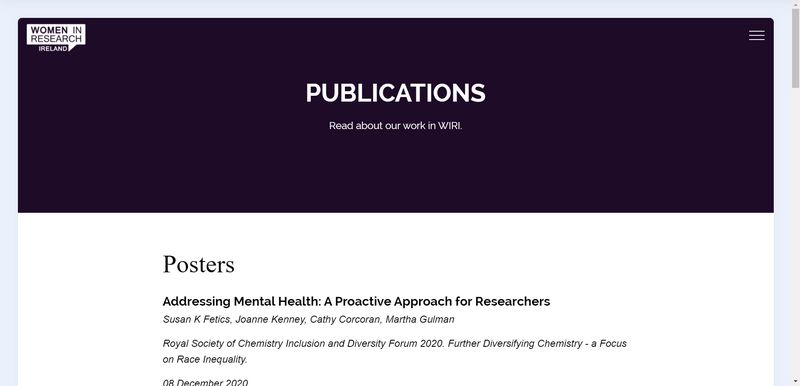 WOMEN IN
RESEARCH
IRELAND
PUBLICATIONS
Read about our work in WIRI.
Posters
Addressing Mental Health: A Proactive Approach for Researchers
Susan K Fetics, Joanne Kenney, Cathy Corcoran, Martha Gulman
Royal Society of Chemistry Inclusion and Diversity Forum 2020. Further Diversifying Chemistry - a Focus
on Race Inequality.
08 December 2020